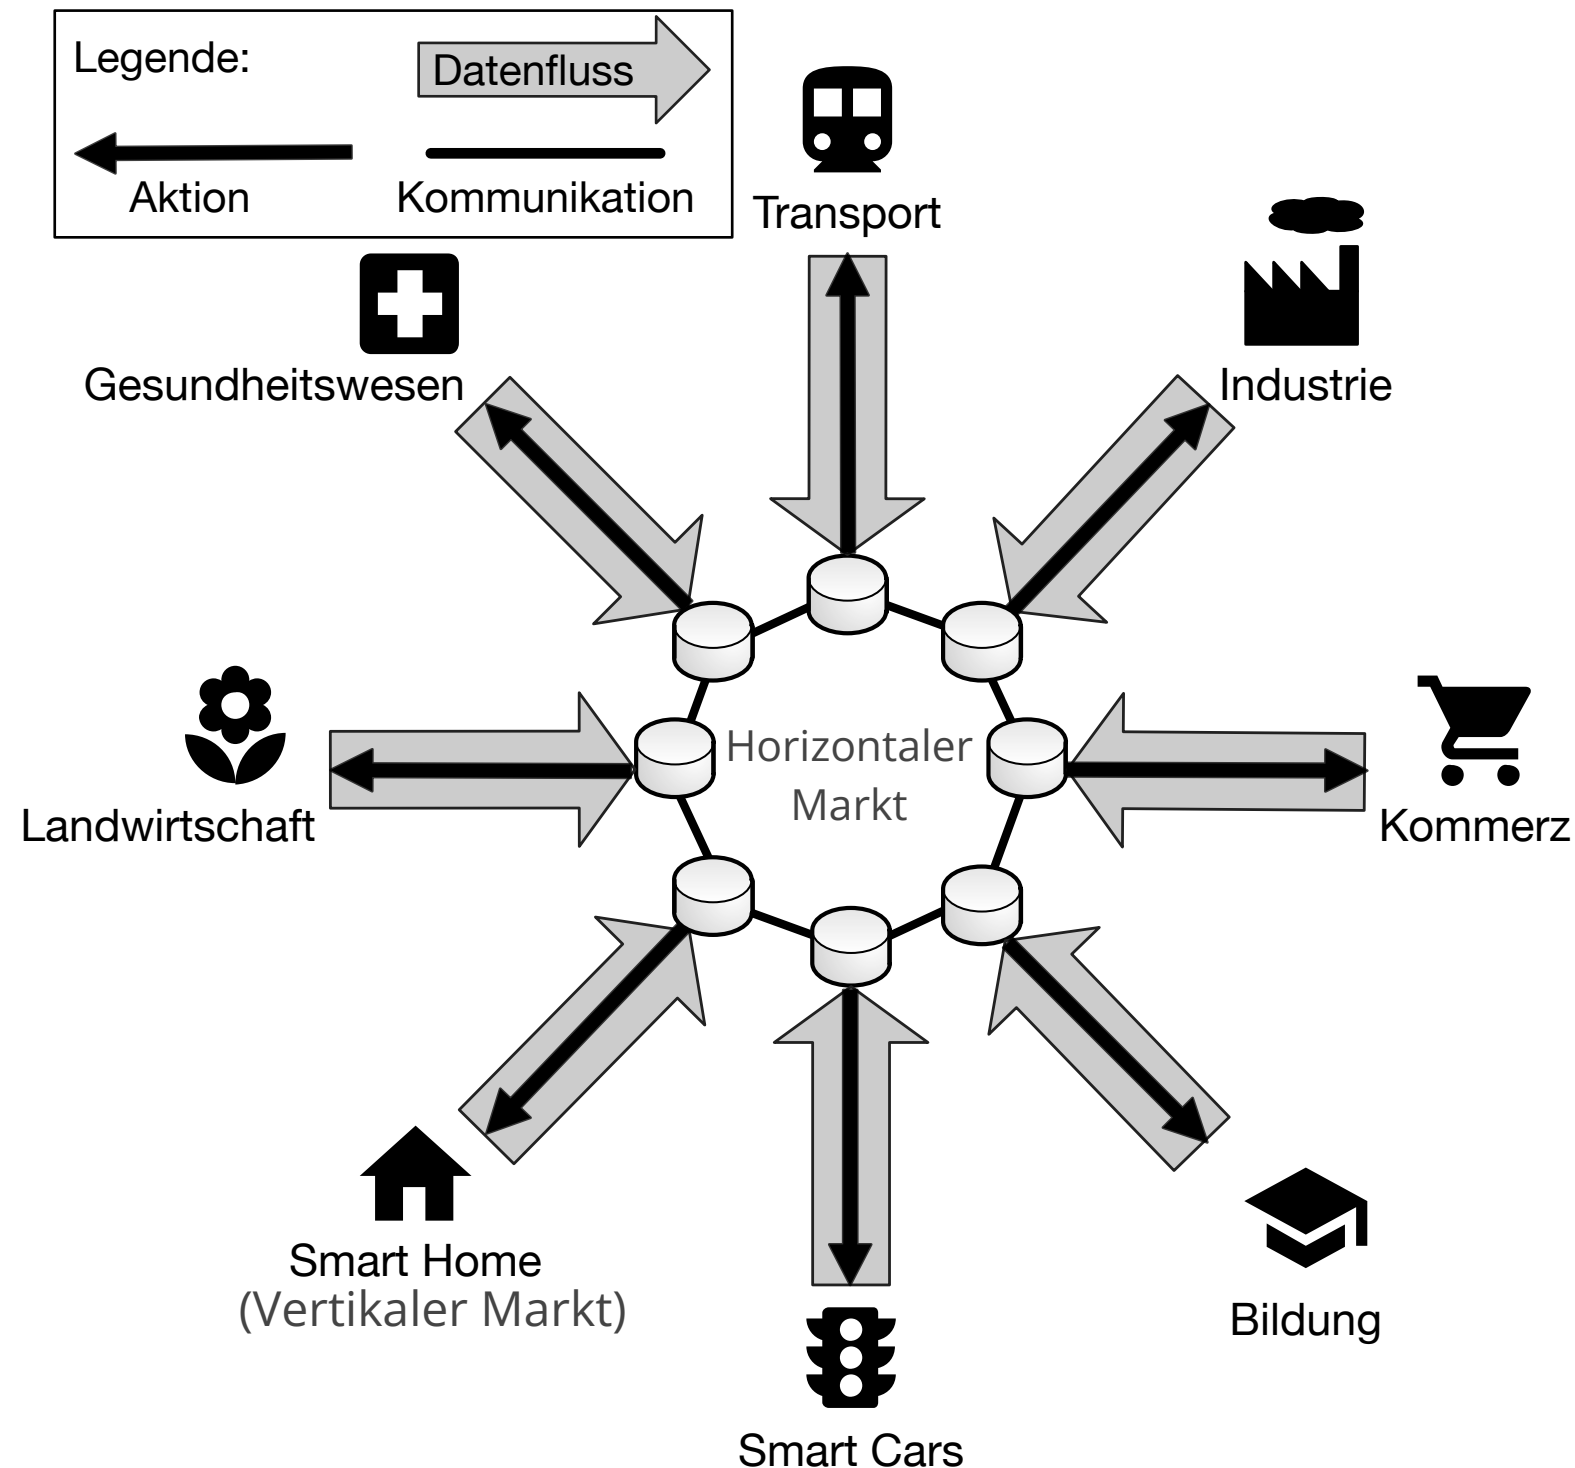 Legende:
Datenfluss
Aktion
Kommunikation
Transport
Gesundheitswesen
Industrie
Horizontaler
Markt
Landwirtschaft
Kommerz
Smart Home
(Vertikaler Markt)
Bildung
Smart Cars